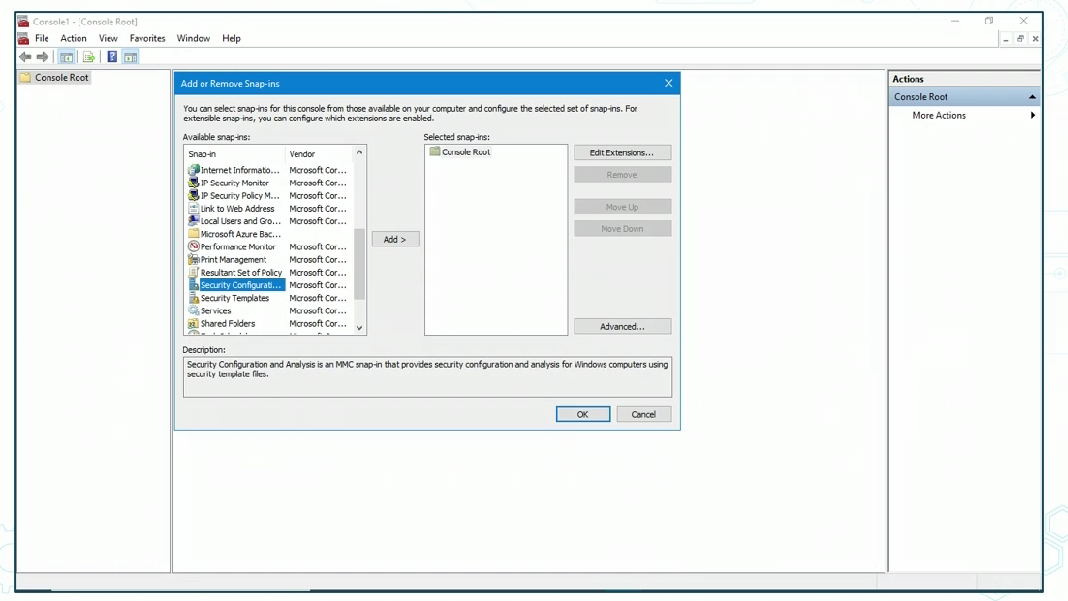 Console1 - [Console Root]
File Action View Favorites Window Help
Console Root
Add or Remove Snap-ins
X
You can select snap-ins for this console from those available on your computer and configure the selected set of snap-ins. For
extensible snap-ins, you can configure which extensions are enabled.
Available snap-ins:
Snap-in Vendor
Internet Informatio... Microsoft Cor...
IP Security Monitor Microsoft Cor...
IP Security Policy M... Microsoft Cor...
Link to Web Address Microsoft Cor...
Local Users and Gro... Microsoft Cor...
Microsoft Azure Bac...
Performance Monitor Microsoft Cor...
Print Management Microsoft Cor...
Resultant Set of Policy Microsoft Cor...
Security Configurati... Microsoft Cor...
Security Templates Microsoft Cor...
Services Microsoft Cor...
Shared Folders Microsoft Cor...
Add >
Selected snap-ins:
Console Root
Edit Extensions...
Remove
Move Up
Move Down
Advanced...
Description:
Security Configuration and Analysis is an MMC snap-in that provides security configuration and analysis for Windows computers using
security template files.
OK Cancel
Actions
Console Root
More Actions